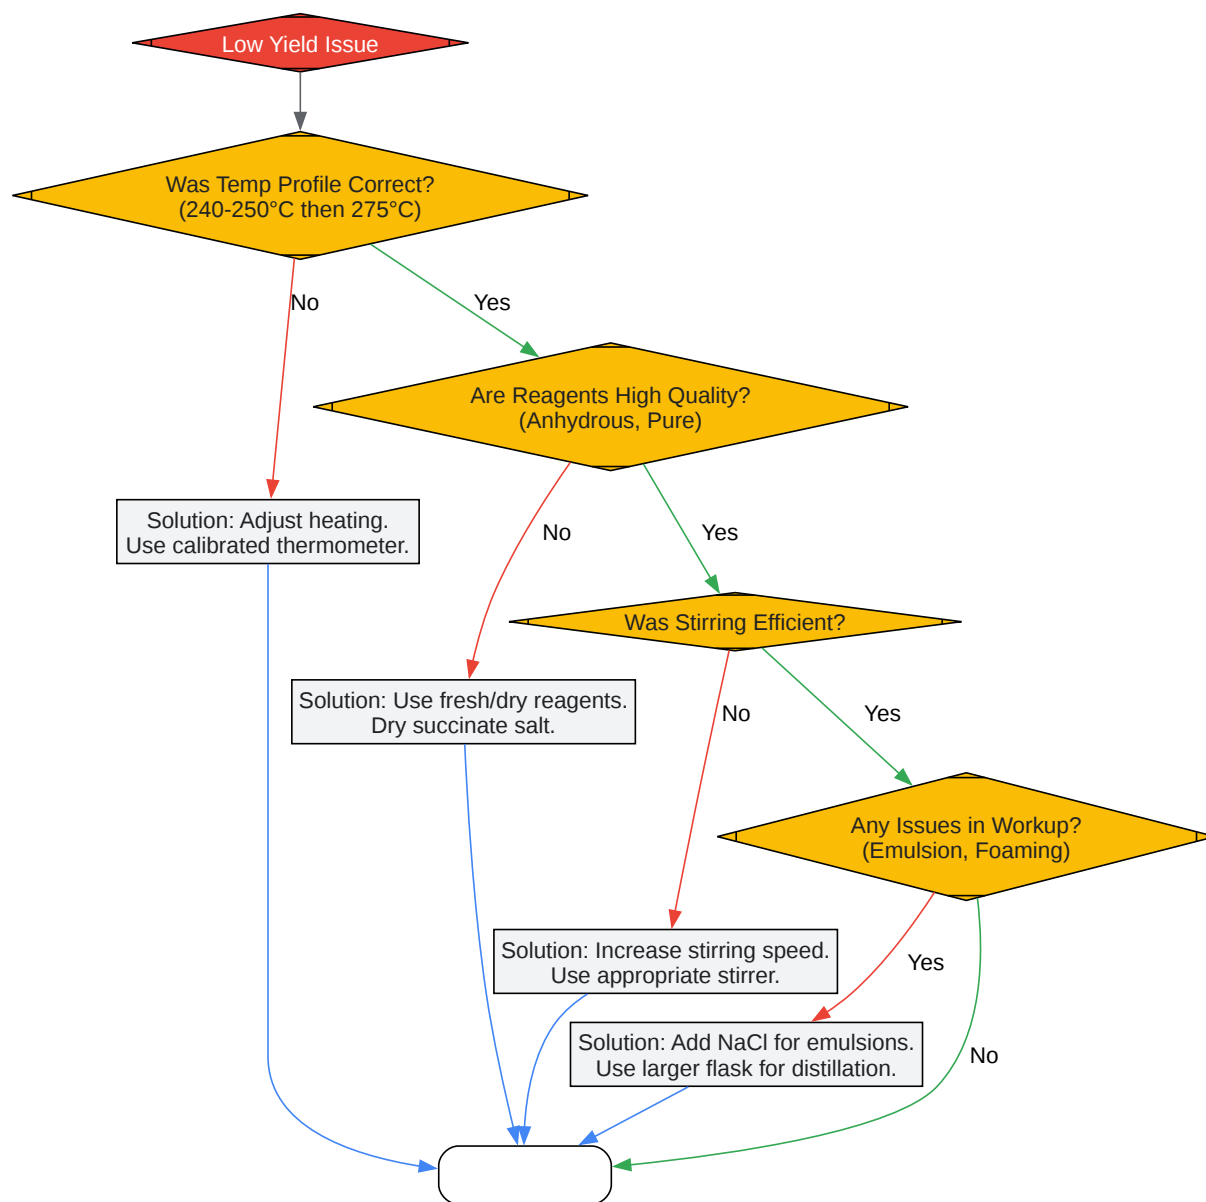 Low Yield Issue
Was Temp Profile Correct?
(240-250°C then 275°C)
No
Yes
Are Reagents High Quality?
(Anhydrous, Pure)
Solution: Adjust heating.
Use calibrated thermometer.
No
Yes
Was Stirring Efficient?
Solution: Use fresh/dry reagents.
Dry succinate salt.
No
Yes
Any Issues in Workup?
(Emulsion, Foaming)
Solution: Increase stirring speed.
Use appropriate stirrer.
Yes
Solution: Add NaCl for emulsions.
Use larger flask for distillation.
No